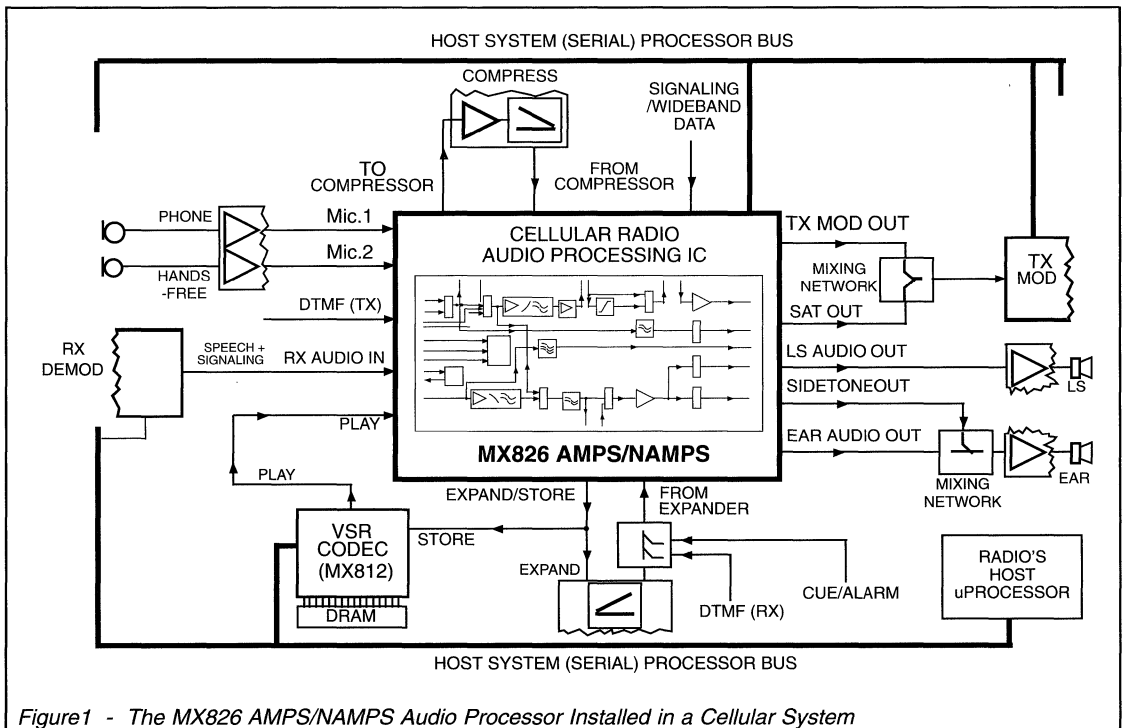 HOST SYSTEM (SERIAL) PROCESSOR BUS
COMPRESS
SIGNALING
/WIDEBAND
DATA
TO
COMPRESSOR
FROM
COMPRESSOR
PHONE
Mic.1
HANDS
-FREE
Mic.2
DTMF (TX)
RX
DEMOD
SPEECH +
SIGNALING
RX AUDIO IN
PLAY
PLAY
CELLULAR RADIO
AUDIO PROCESSING IC
MX826 AMPS/NAMPS
TX MOD OUT
MIXING
NETWORK
TX
MOD
SAT OUT
LS AUDIO OUT
LS
SIDETONEOUT
EAR AUDIO OUT
EAR
MIXING
NETWORK
EXPAND/STORE
FROM
EXPANDER
VSR
CODEC
(MX812)
STORE
DRAM
EXPAND
DTMF (RX)
CUE/ALARM
RADIO'S
HOST
uPROCESSOR
HOST SYSTEM (SERIAL) PROCESSOR BUS
Figure1 - The MX826 AMPS/NAMPS Audio Processor Installed in a Cellular System